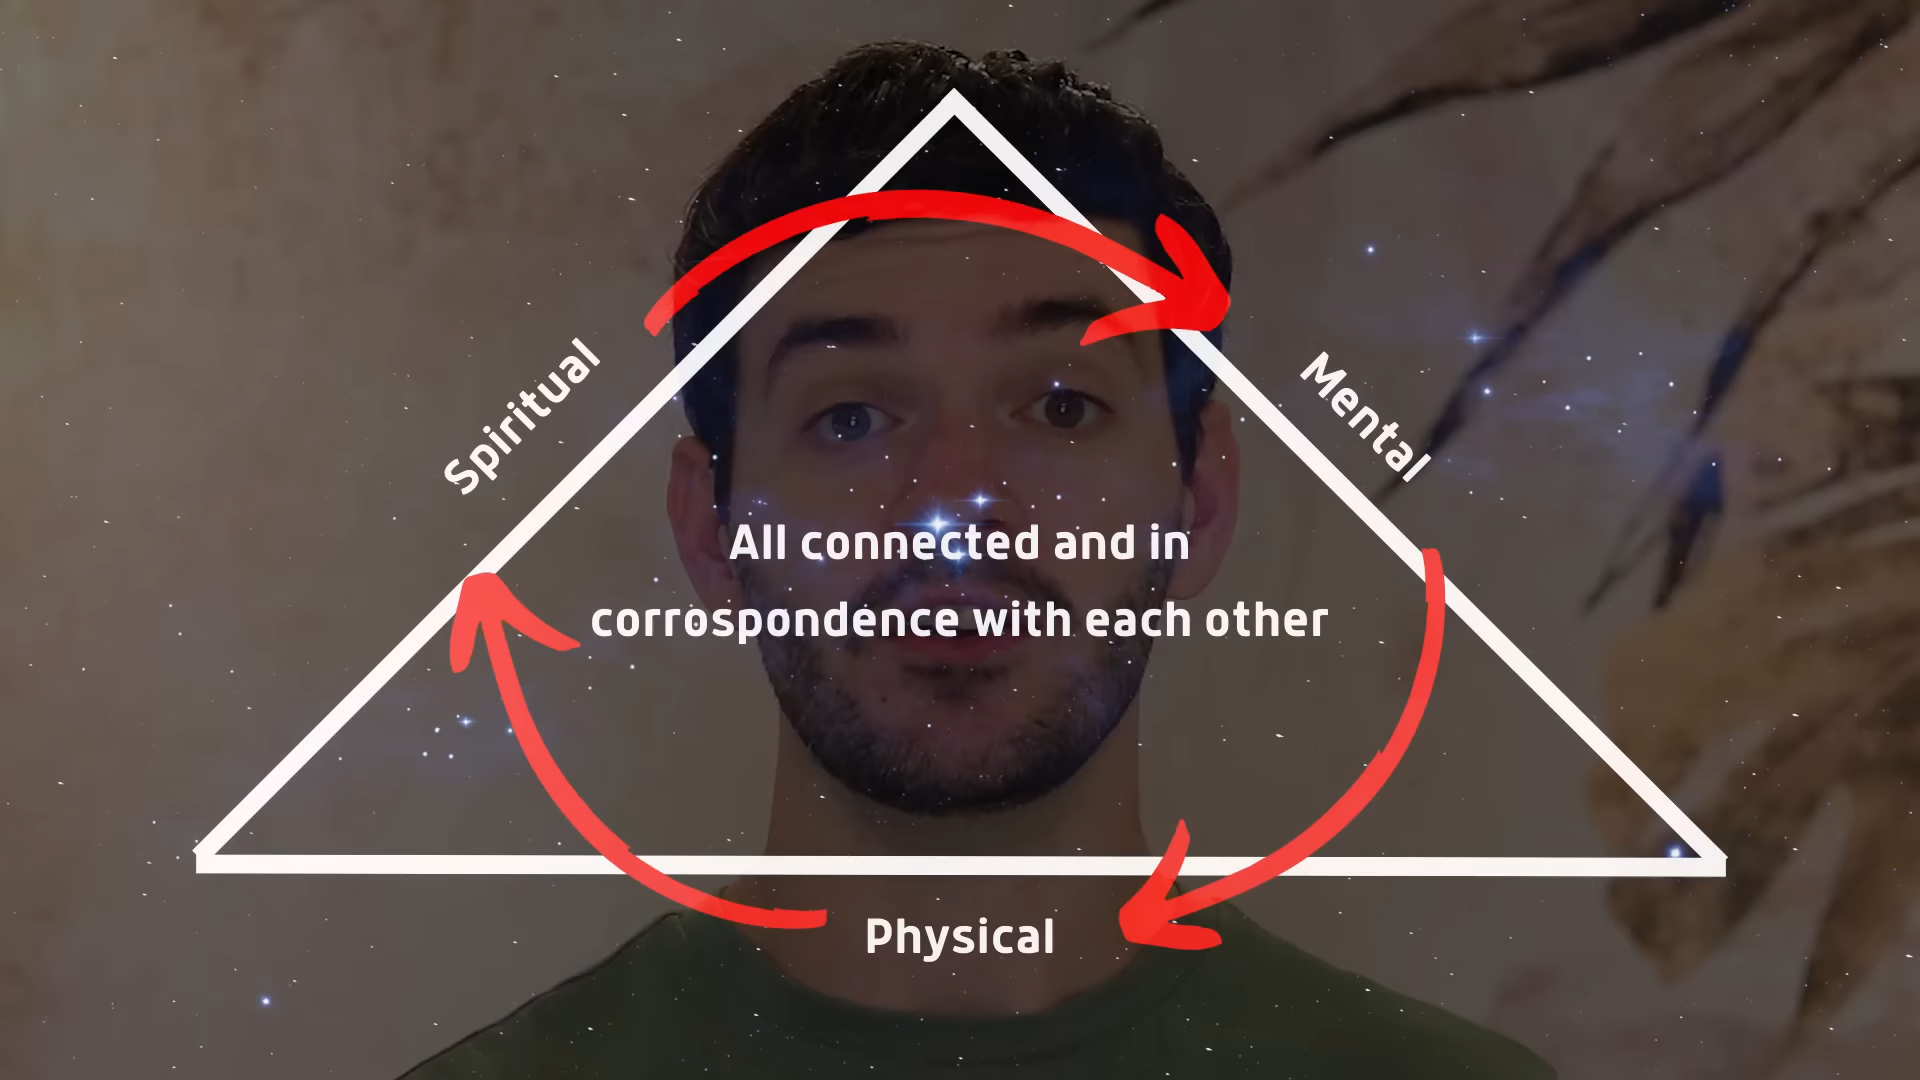 Spiritual
Mental
All connected and in
corrospondence with each other
Physical